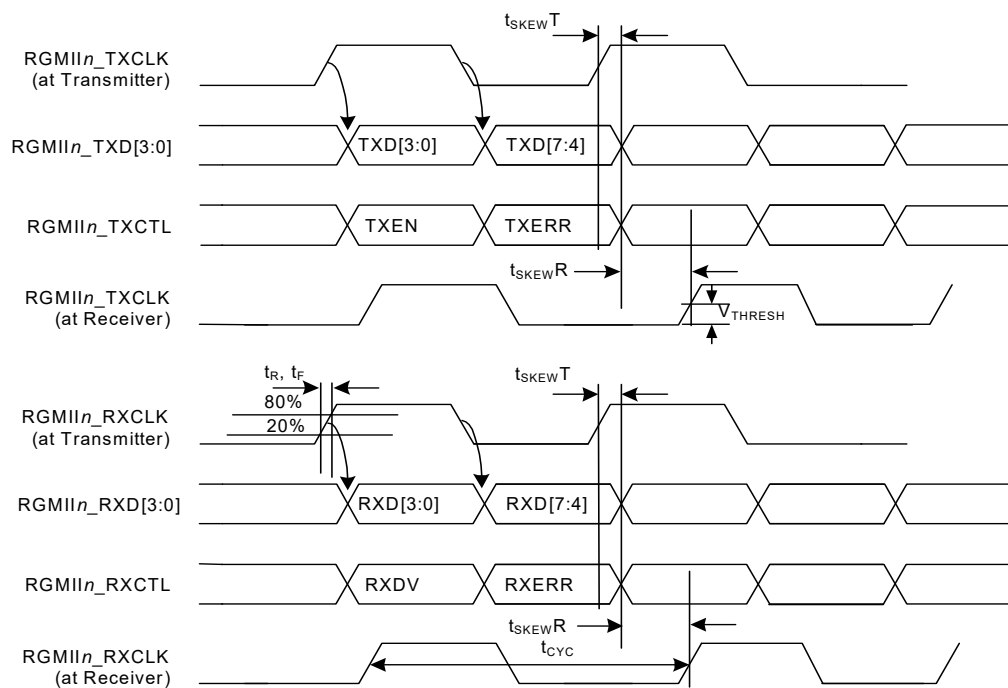 tSKEWT
RGMIIn_TXCLK
(at Transmitter)
RGMIIn_TXD[3:0]
TXD[3:0]
TXD[7:4]
RGMIIn_TXCTL
TXEN
TXERR
tSKEWR
RGMIIn_TXCLK
(at Receiver)
VTHRESH
tR, tF
tSKEWT
80%
20%
RGMIIn_RXCLK
(at Transmitter)
RGMIIn_RXD[3:0]
RXD[3:0]
RXD[7:4]
RGMIIn_RXCTL
RXDV
RXERR
tSKEWR
tCYC
RGMIIn_RXCLK
(at Receiver)